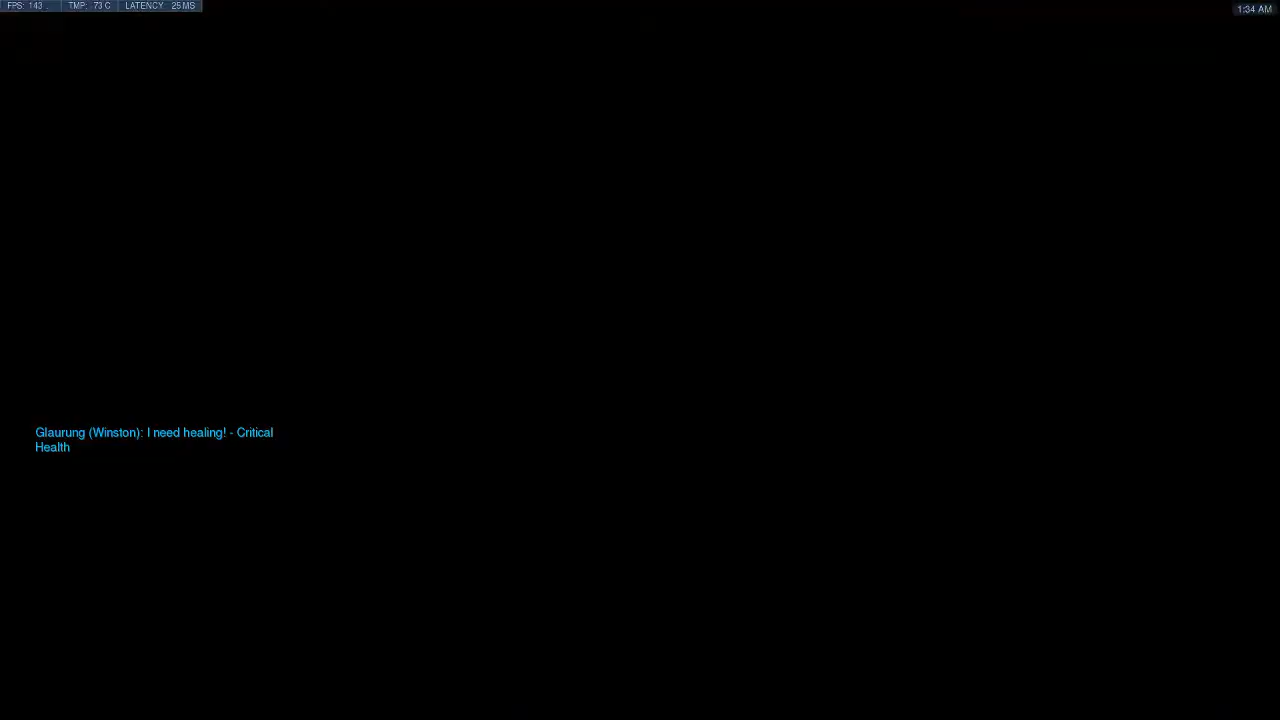 FPS: 143 TMP: 73 C LATENCY 25 MS
1:34 AM
Glaurung (Winston): I need healing! - Critical
Health